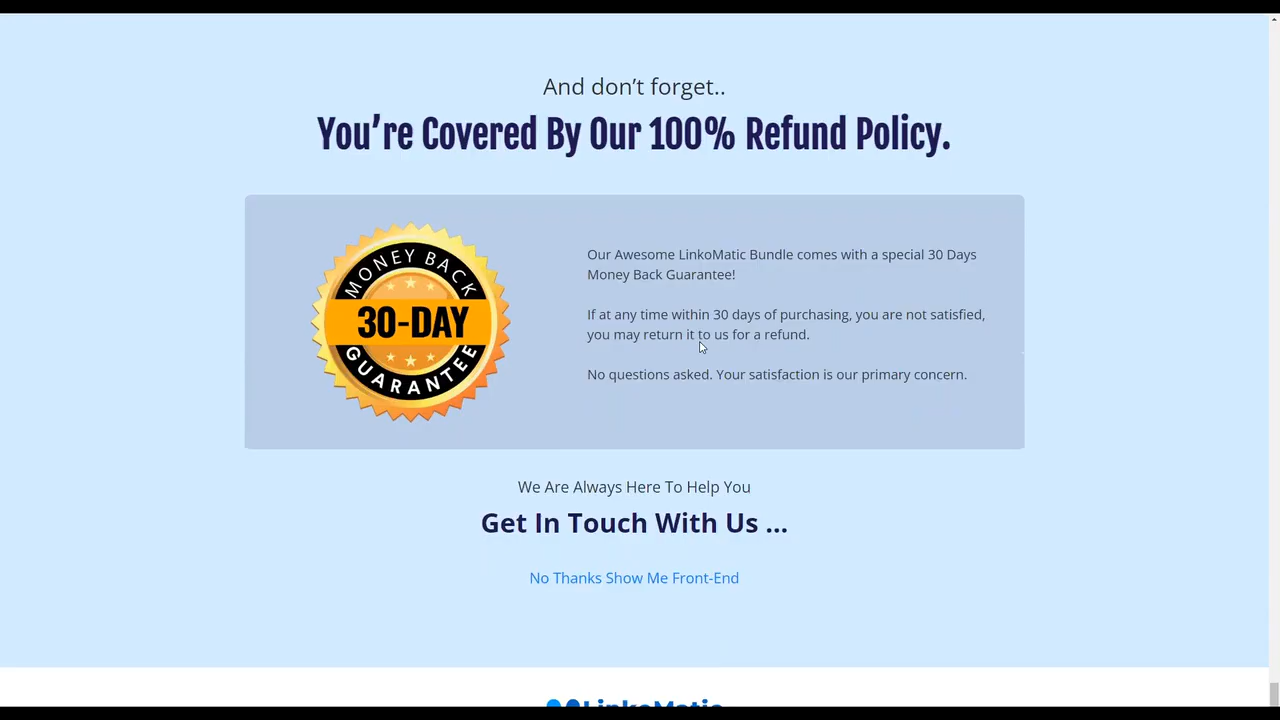 And don’t forget..
You’re Covered By Our 100% Refund Policy.
MONEY BACK
30-DAY
GUARANTEE
Our Awesome LinkoMatic Bundle comes with a special 30 Days
Money Back Guarantee!
If at any time within 30 days of purchasing, you are not satisfied,
you may return it to us for a refund.
No questions asked. Your satisfaction is our primary concern.
We Are Always Here To Help You
Get In Touch With Us ...
No Thanks Show Me Front-End
LinkoMatic